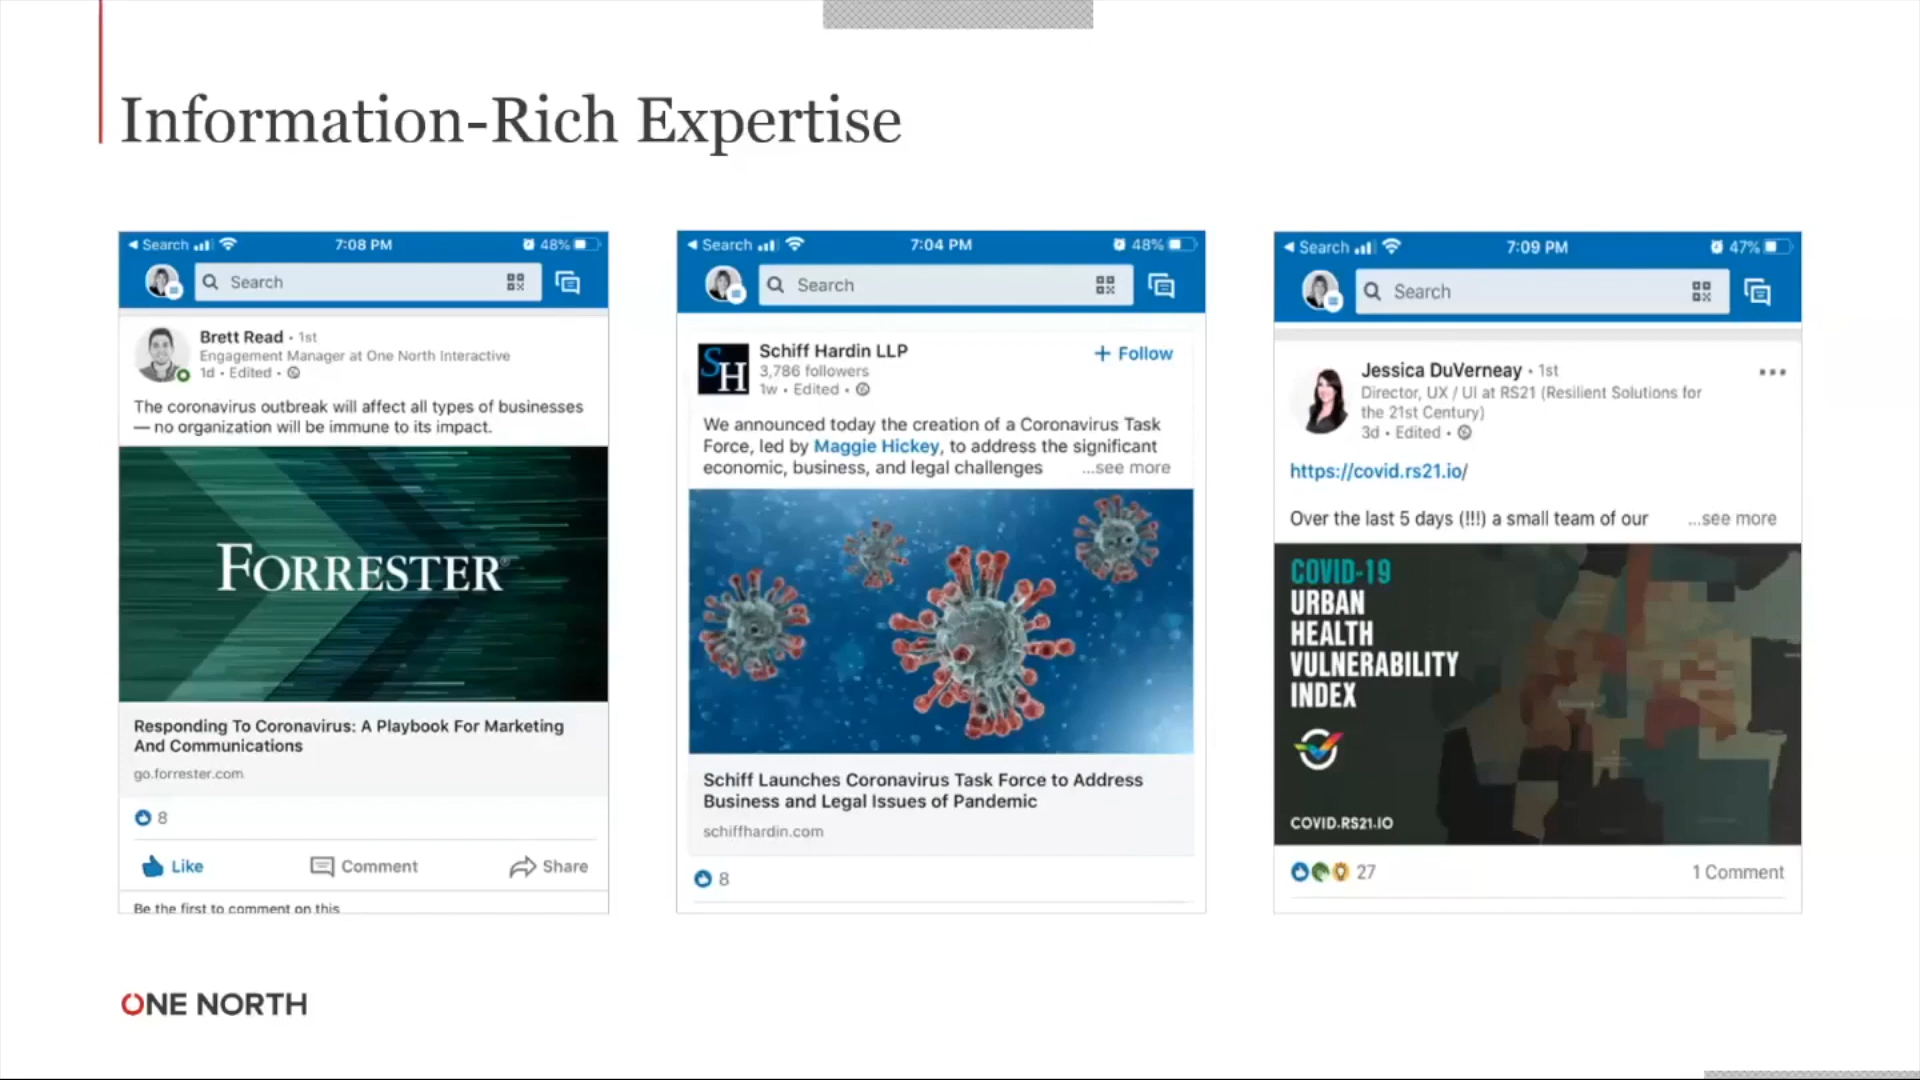 Information-Rich Expertise
Search
7:08 PM
48%
Search
Brett Read • 1st
Engagement Manager at One North Interactive
1d • Edited •
The coronavirus outbreak will affect all types of businesses
— no organization will be immune to its impact.
FORRESTER®
Responding To Coronavirus: A Playbook For Marketing
And Communications
go.forrester.com
8
Like
Comment
Share
Be the first to comment on this
Search
7:04 PM
48%
Search
SH
Schiff Hardin LLP
+ Follow
3,786 followers
1w • Edited •
We announced today the creation of a Coronavirus Task
Force, led by Maggie Hickey, to address the significant
economic, business, and legal challenges ...see more
Schiff Launches Coronavirus Task Force to Address
Business and Legal Issues of Pandemic
schiffhardin.com
8
Search
7:09 PM
47%
Search
Jessica DuVerneay • 1st
Director, UX / UI at RS21 (Resilient Solutions for
the 21st Century)
3d • Edited •
https://covid.rs21.io/
Over the last 5 days (!!!) a small team of our ...see more
COVID-19
URBAN
HEALTH
VULNERABILITY
INDEX
COVID.RS21.IO
27
1 Comment
ONE NORTH